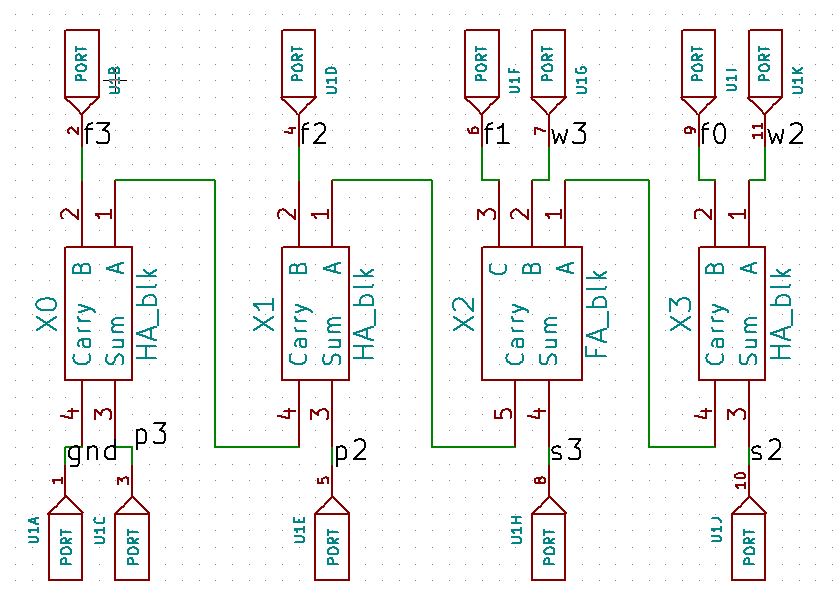 PORT U1B PORT U1D PORT U1F PORT U1G PORT U1I PORT U1K
2 f3 4 f2 6 f1 7 w3 9 f0 11 w2
2 1 2 1 3 2 1 2 1 2 1
X0 B A HA_blk X1 B A HA_blk X2 C B A FA_blk X3 B A HA_blk
Carry Sum Carry Sum Carry Sum Carry Sum
4 3 4 3 5 4 4 3
gnd p3 p2 s3 s2
1 3 5 8 10
U1A PORT U1C PORT U1E PORT U1H PORT U1J PORT